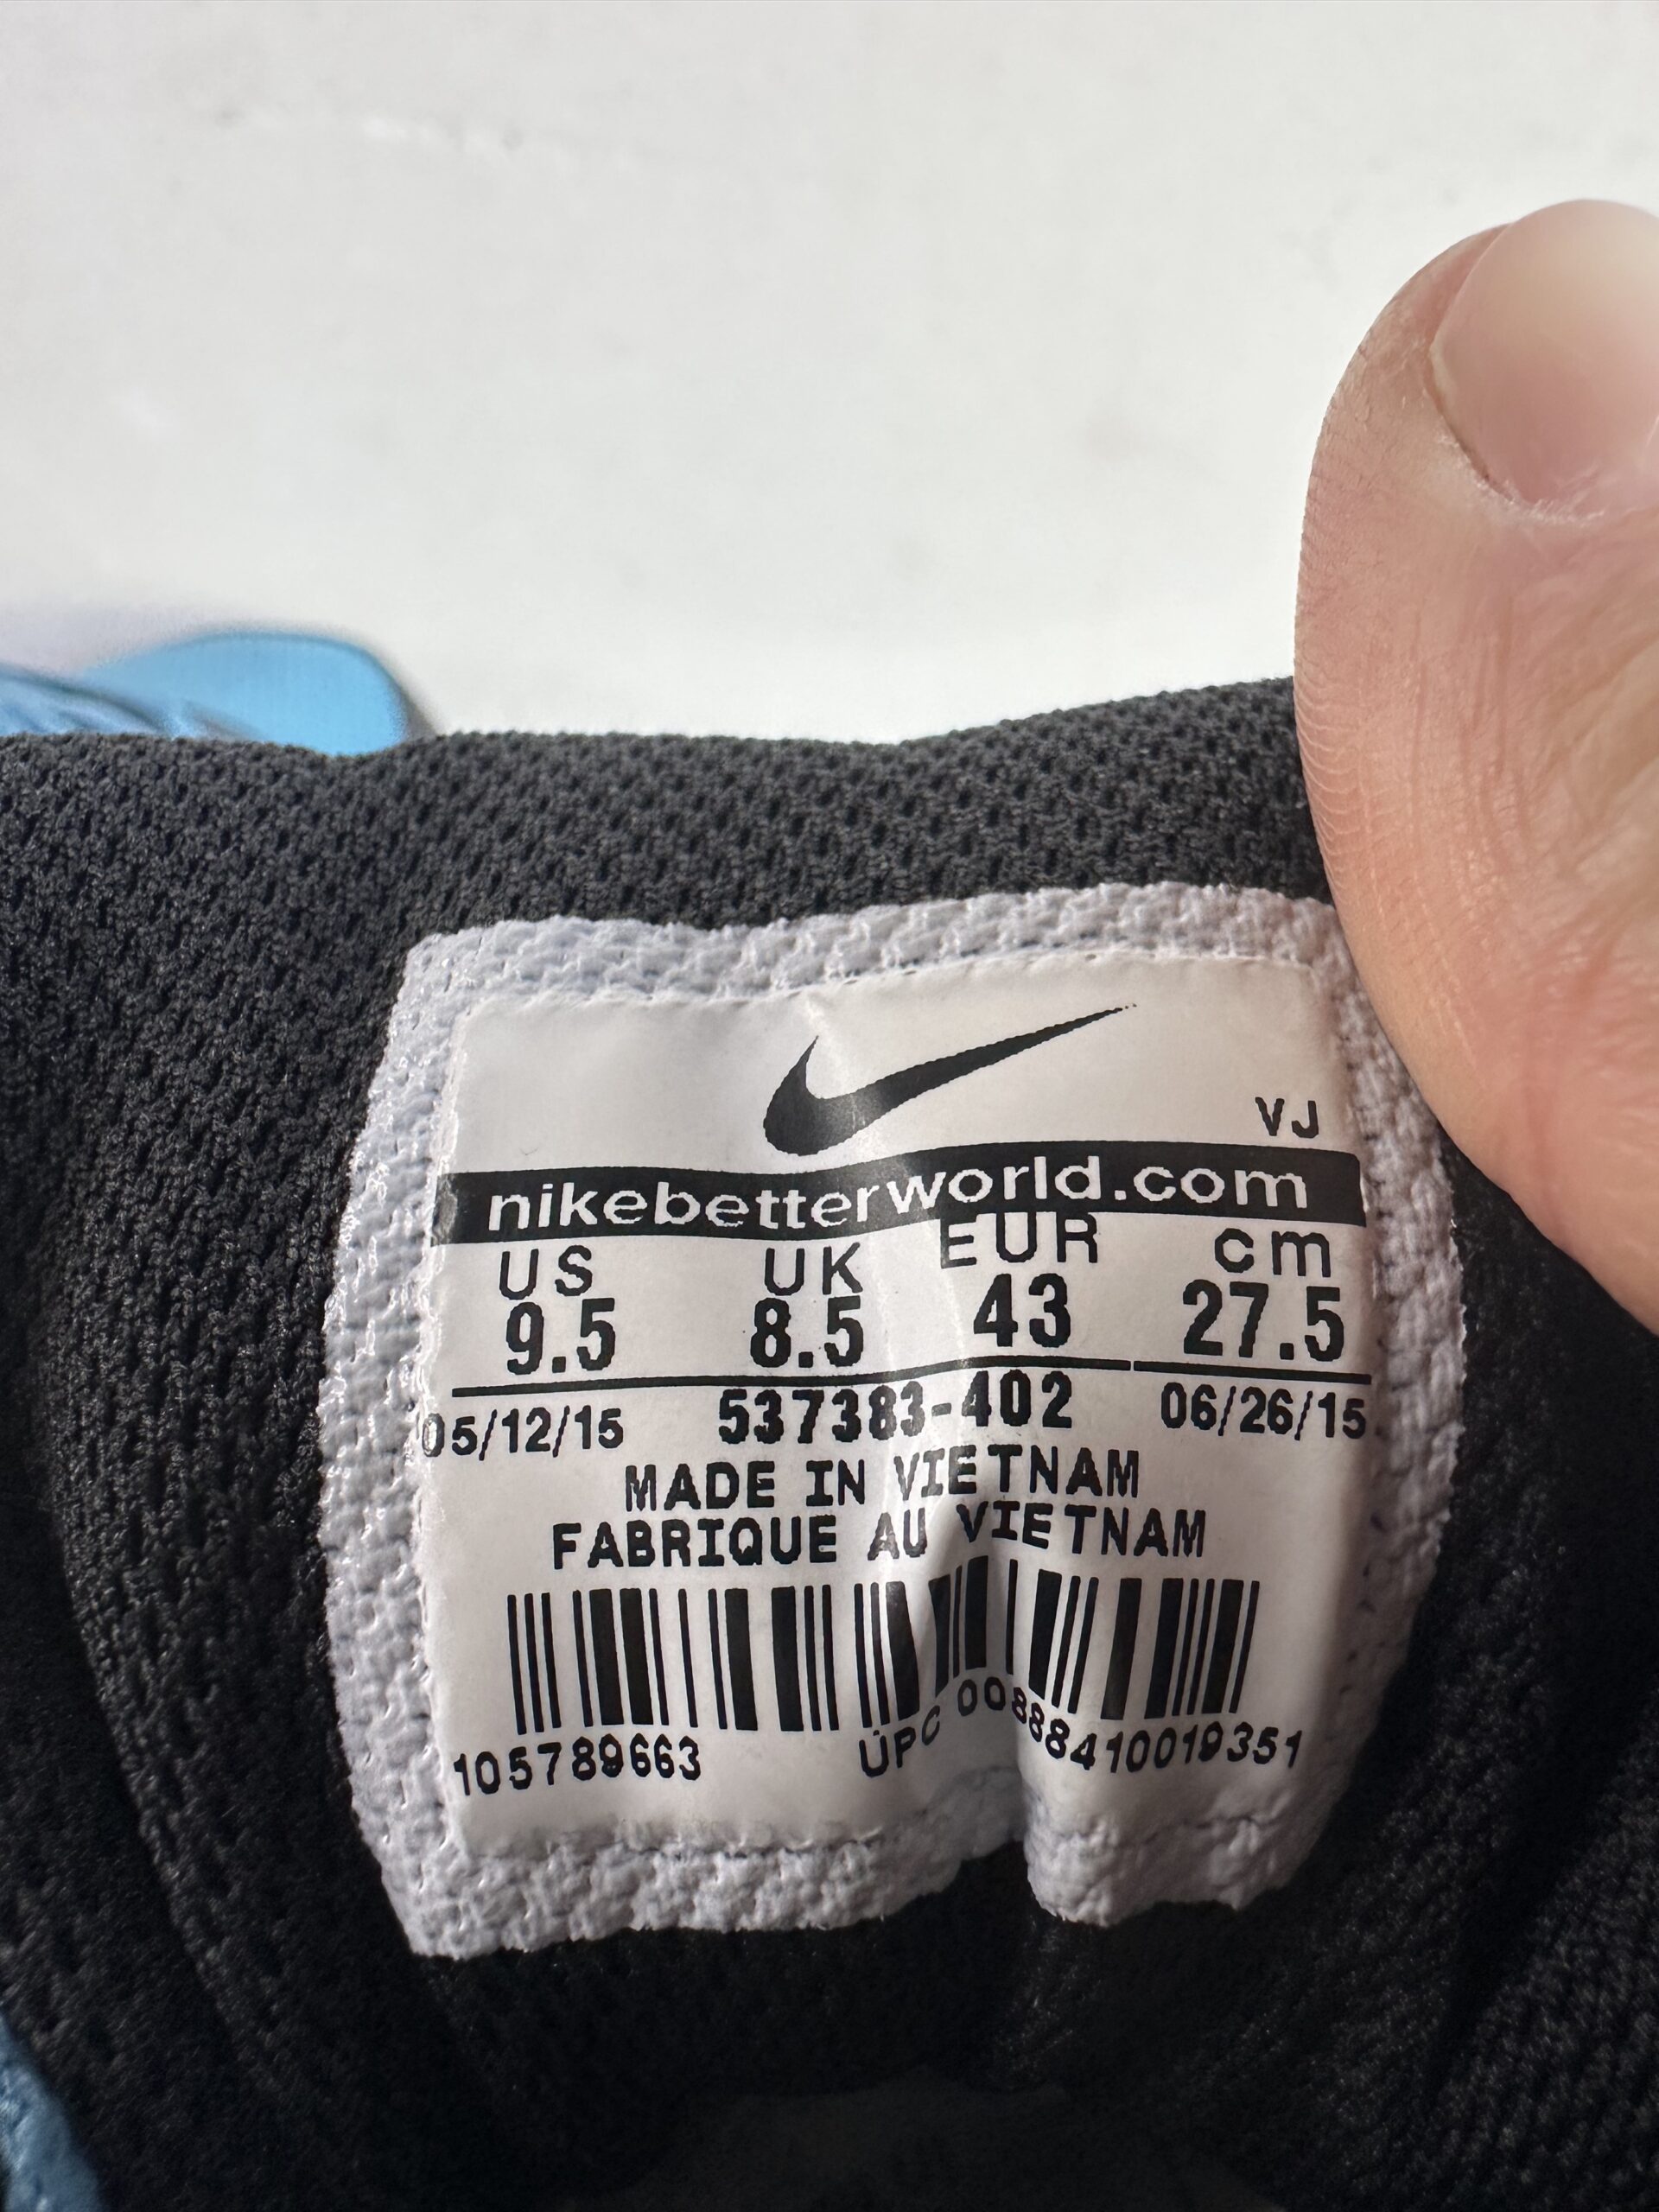 VJ
nikebetterworld.com
US UK EUR cm
9.5 8.5 43 27.5
05/12/15 537383-402 06/26/15
MADE IN VIETNAM
FABRIQUE AU VIETNAM
105789663 UPC 00888410019351